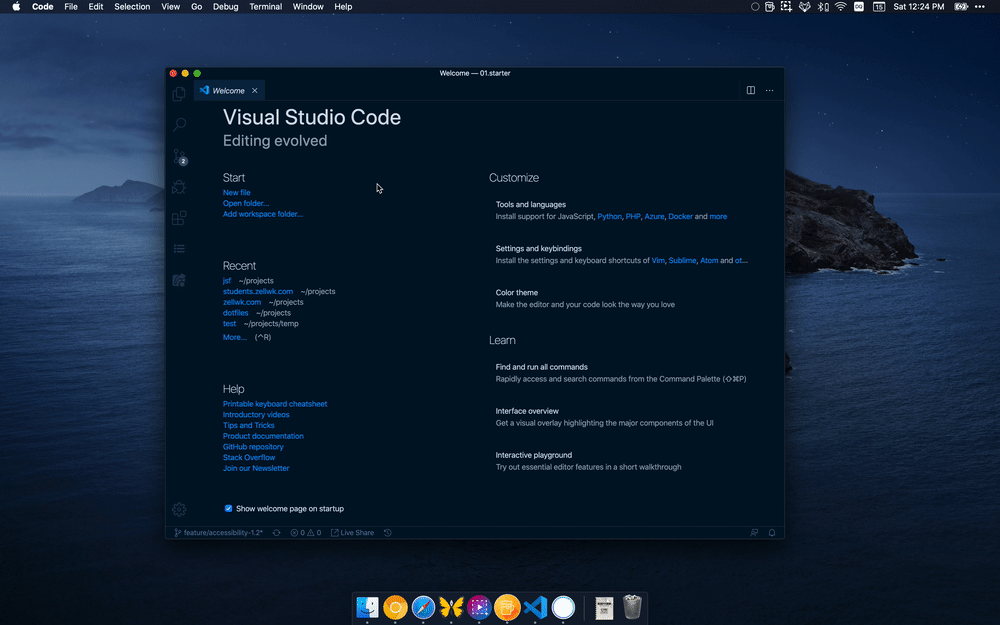 Code File Edit Selection View Go Debug Terminal Window Help
15 Sat 12:24 PM
Welcome — 01.starter
Welcome
Visual Studio Code
Editing evolved
Start
New file
Open folder...
Add workspace folder...
2
Recent
jsf ~/projects
students.zellwk.com ~/projects
zellwk.com ~/projects
dotfiles ~/projects
test ~/projects/temp
More... (^R)
Help
Printable keyboard cheatsheet
Introductory videos
Tips and Tricks
Product documentation
GitHub repository
Stack Overflow
Join our Newsletter
Customize
Tools and languages
Install support for JavaScript, Python, PHP, Azure, Docker and more
Settings and keybindings
Install the settings and keyboard shortcuts of Vim, Sublime, Atom and ot...
Color theme
Make the editor and your code look the way you love
Learn
Find and run all commands
Rapidly access and search commands from the Command Palette (⇧⌘P)
Interface overview
Get a visual overlay highlighting the major components of the UI
Interactive playground
Try out essential editor features in a short walkthrough
Show welcome page on startup
feature/accessibility-1.2* 0 0 Live Share